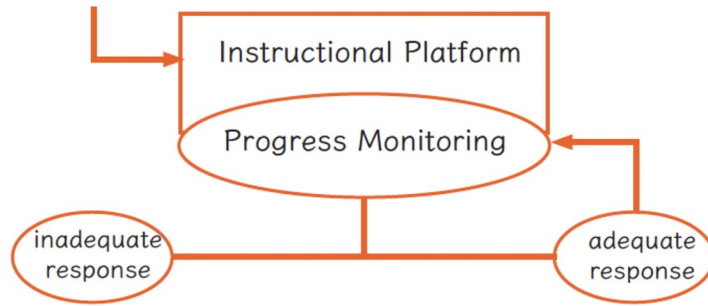 Instructional Platform
Progress Monitoring
inadequate
response
adequate
response